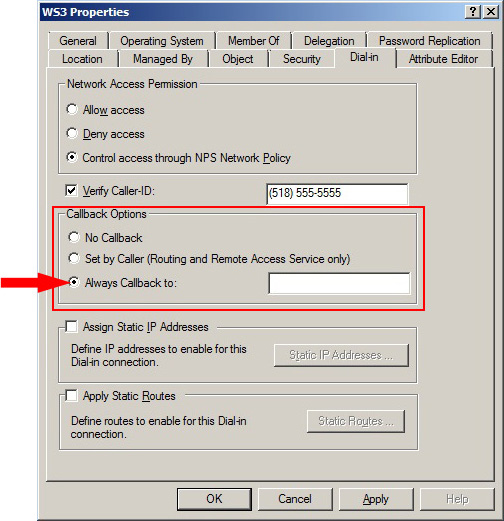 WS3 Properties
General Operating System Member Of Delegation Password Replication
Location Managed By Object Security Dial-in Attribute Editor
Network Access Permission
Allow access
Deny access
Control access through NPS Network Policy
Verify Caller-ID: (518) 555-5555
Callback Options
No Callback
Set by Caller (Routing and Remote Access Service only)
Always Callback to:
Assign Static IP Addresses
Define IP addresses to enable for this
Dial-in connection.
Static IP Addresses ...
Apply Static Routes
Define routes to enable for this Dial-in
connection.
Static Routes ...
OK Cancel Apply Help